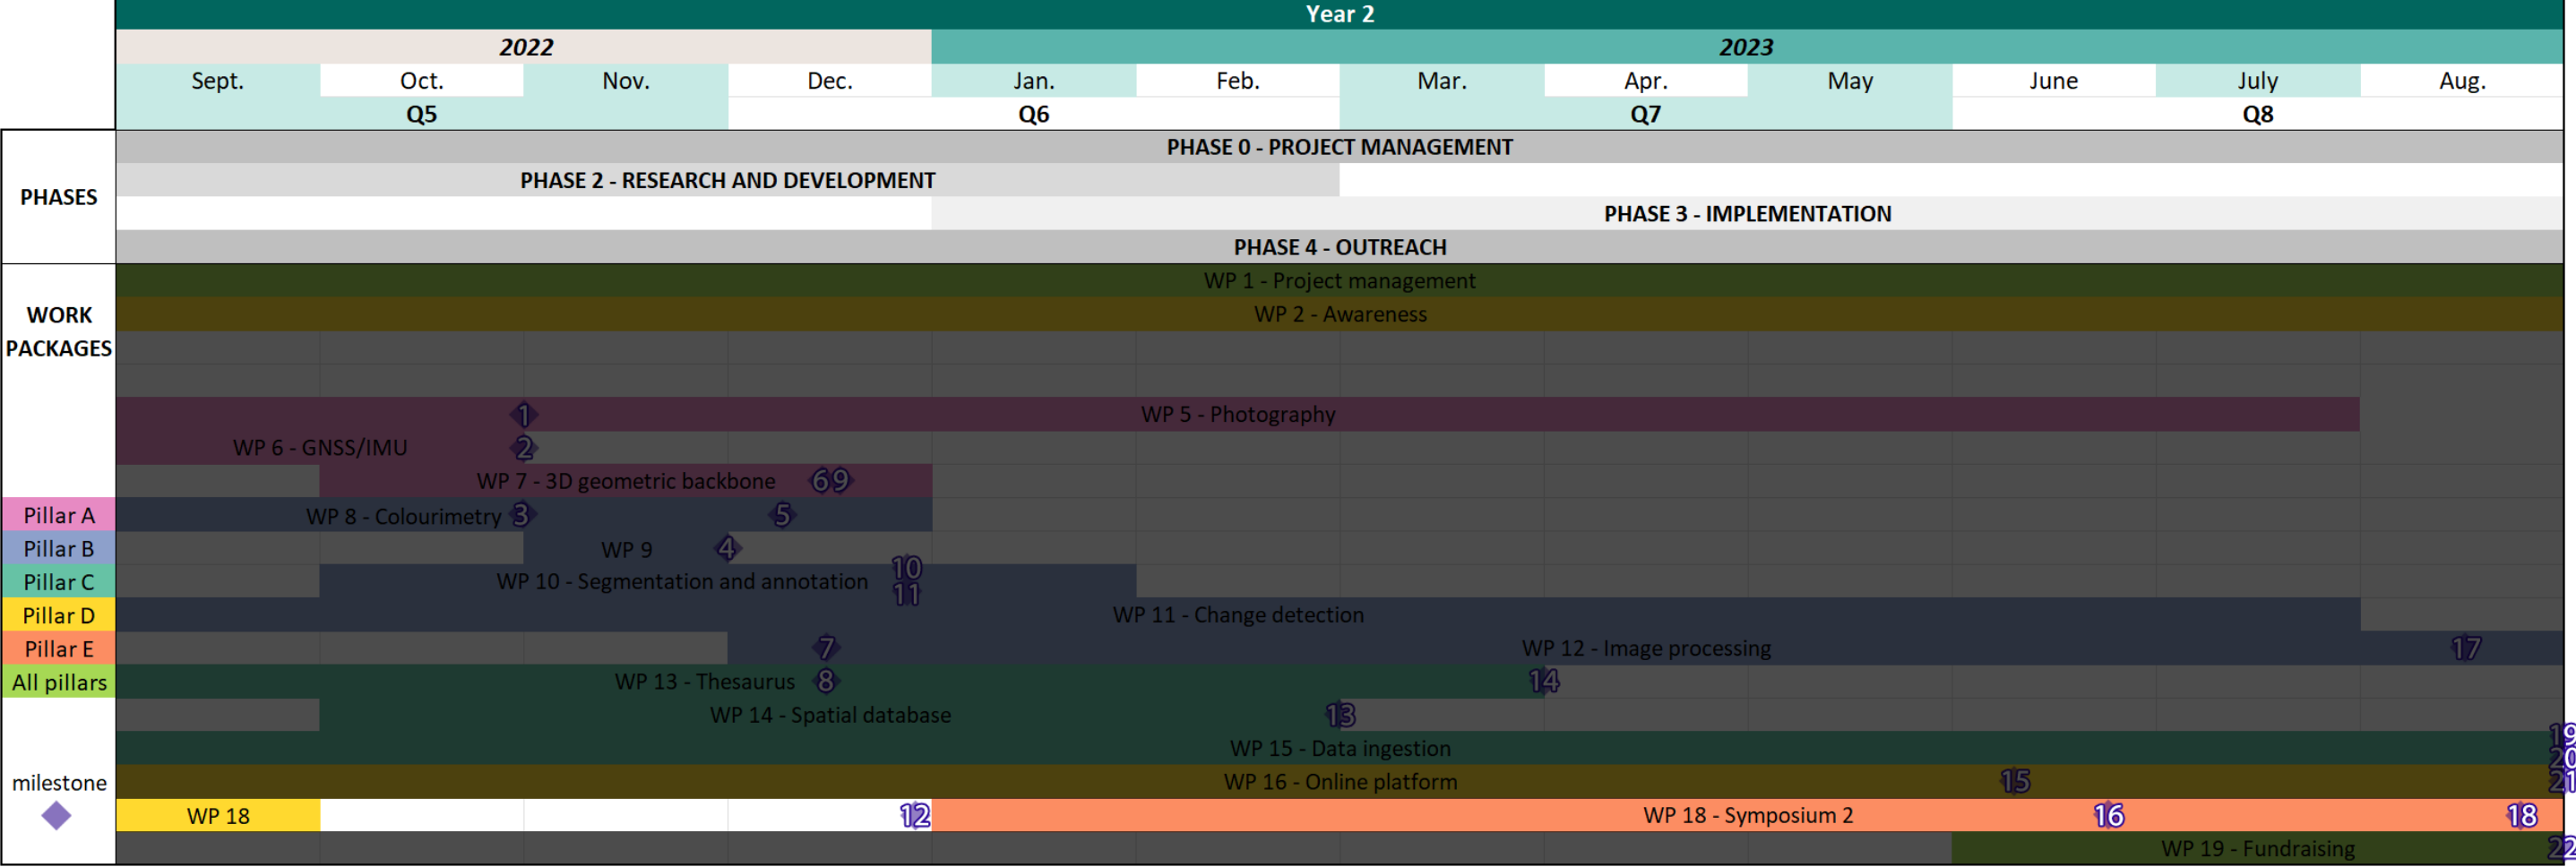 Year 2
2022 2023
Sept. Oct. Nov. Dec. Jan. Feb. Mar. Apr. May June July Aug.
Q5 Q6 Q7 Q8
PHASES
PHASE 0 - PROJECT MANAGEMENT
PHASE 2 - RESEARCH AND DEVELOPMENT
PHASE 3 - IMPLEMENTATION
PHASE 4 - OUTREACH
WORK
PACKAGES
WP 1 - Project management
WP 2 - Awareness
1 WP 5 - Photography
WP 6 - GNSS/IMU 2
WP 7 - 3D geometric backbone 6 9
Pillar A WP 8 - Colourimetry 3 5
Pillar B WP 9 4
Pillar C WP 10 - Segmentation and annotation 10
11
Pillar D WP 11 - Change detection
Pillar E 7 WP 12 - Image processing 17
All pillars WP 13 - Thesaurus 8 14
WP 14 - Spatial database 13
WP 15 - Data ingestion 19
20
milestone WP 16 - Online platform 15 21
WP 18 12 WP 18 - Symposium 2 16 18
WP 19 - Fundraising 22